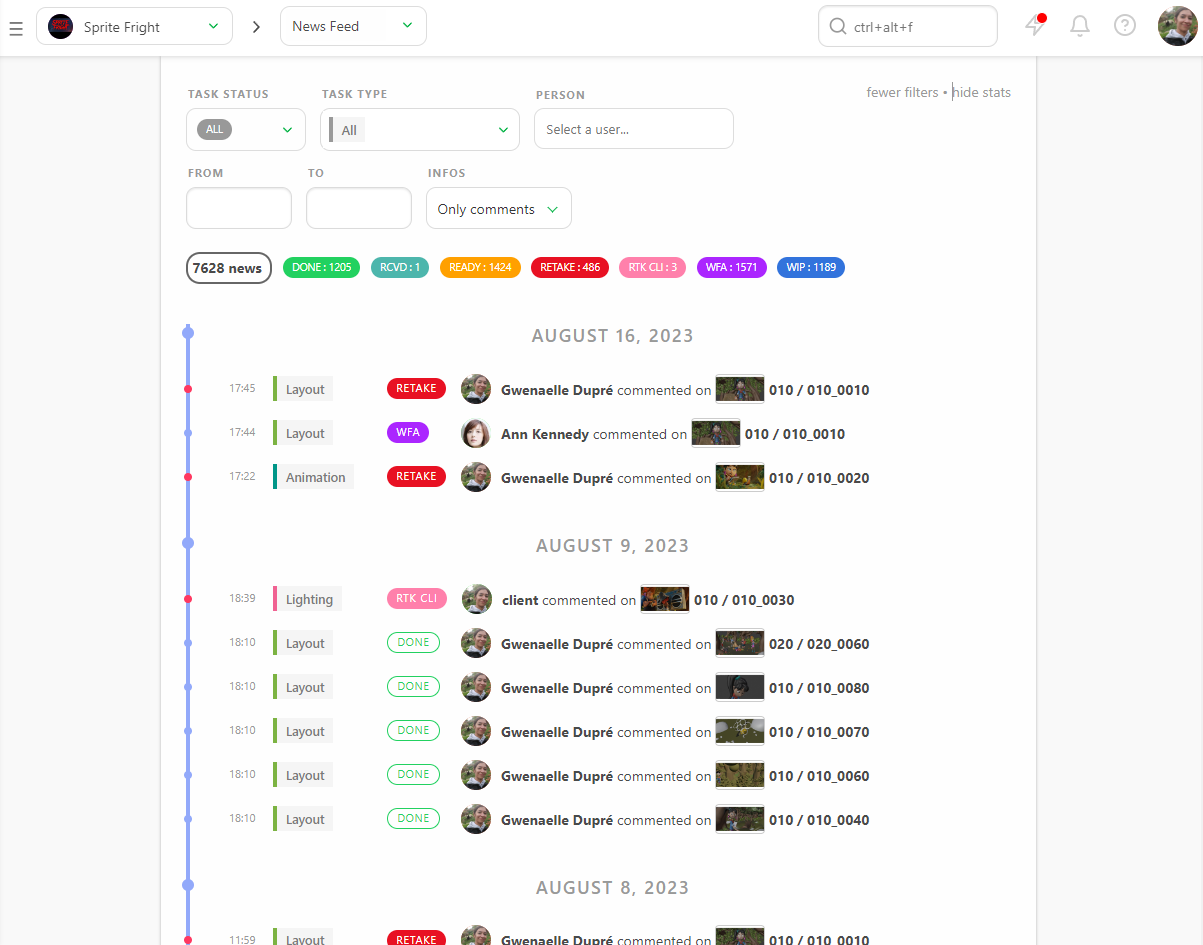 Sprite Fright News Feed ctrl+alt+f
fewer filters • hide stats
TASK STATUS TASK TYPE PERSON
ALL All Select a user...
FROM TO INFOS
Only comments
7628 news DONE : 1205 RCVD : 1 READY : 1424 RETAKE : 486 RTK CLI : 3 WFA : 1571 WIP : 1189
AUGUST 16, 2023
17:45 Layout RETAKE Gwenaelle Dupré commented on 010 / 010_0010
17:44 Layout WFA Ann Kennedy commented on 010 / 010_0010
17:22 Animation RETAKE Gwenaelle Dupré commented on 010 / 010_0020
AUGUST 9, 2023
18:39 Lighting RTK CLI client commented on 010 / 010_0030
18:10 Layout DONE Gwenaelle Dupré commented on 020 / 020_0060
18:10 Layout DONE Gwenaelle Dupré commented on 010 / 010_0080
18:10 Layout DONE Gwenaelle Dupré commented on 010 / 010_0070
18:10 Layout DONE Gwenaelle Dupré commented on 010 / 010_0060
18:10 Layout DONE Gwenaelle Dupré commented on 010 / 010_0040
AUGUST 8, 2023
11:59 Layout RETAKE Gwenaelle Dupré commented on 010 / 010_0010